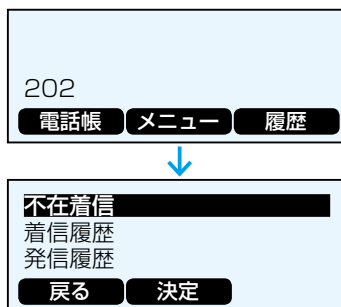 202
電話帳 メニュー 履歴
不在着信
着信履歴
発信履歴
戻る 決定